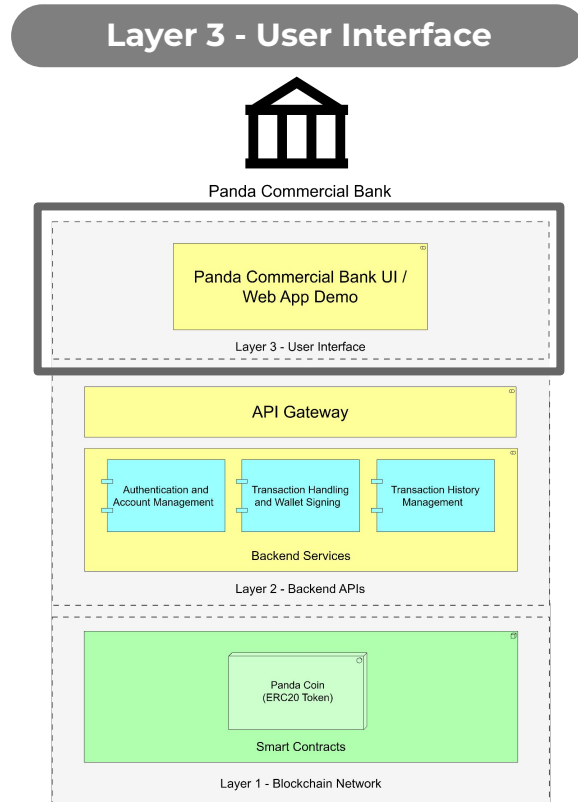 Layer 3 - User Interface
Panda Commercial Bank
Panda Commercial Bank UI /
Web App Demo
Layer 3 - User Interface
API Gateway
Authentication and
Account Management
Transaction Handling
and Wallet Signing
Transaction History
Management
Backend Services
Layer 2 - Backend APIs
Panda Coin
(ERC20 Token)
Smart Contracts
Layer 1 - Blockchain Network